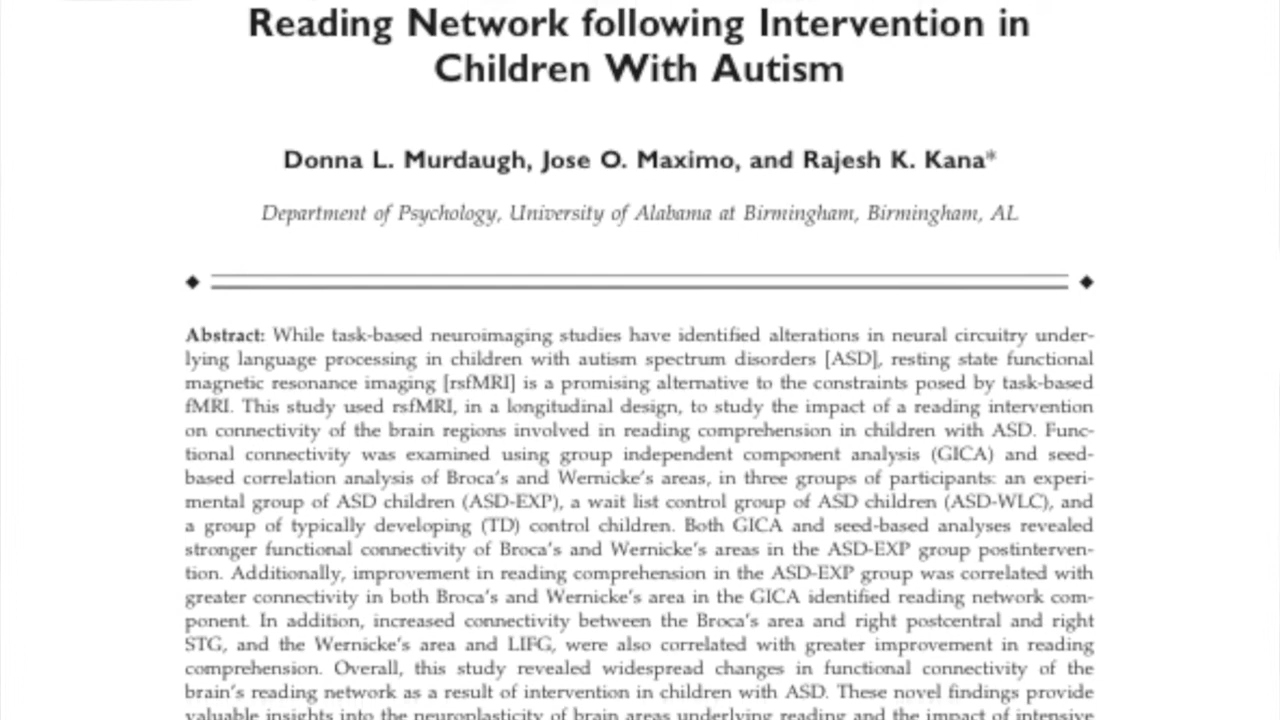 Reading Network following Intervention in
Children With Autism
Donna L. Murdaugh, Jose O. Maximo, and Rajesh K. Kana*
Department of Psychology, University of Alabama at Birmingham, Birmingham, AL
Abstract: While task-based neuroimaging studies have identified alterations in neural circuitry under-
lying language processing in children with autism spectrum disorders [ASD], resting state functional
magnetic resonance imaging [rsfMRI] is a promising alternative to the constraints posed by task-based
fMRI. This study used rsfMRI, in a longitudinal design, to study the impact of a reading intervention
on connectivity of the brain regions involved in reading comprehension in children with ASD. Func-
tional connectivity was examined using group independent component analysis (GICA) and seed-
based correlation analysis of Broca's and Wernicke's areas, in three groups of participants: an experi-
mental group of ASD children (ASD-EXP), a wait list control group of ASD children (ASD-WLC), and
a group of typically developing (TD) control children. Both GICA and seed-based analyses revealed
stronger functional connectivity of Broca's and Wernicke's areas in the ASD-EXP group postinterven-
tion. Additionally, improvement in reading comprehension in the ASD-EXP group was correlated with
greater connectivity in both Broca's and Wernicke's area in the GICA identified reading network com-
ponent. In addition, increased connectivity between the Broca's area and right postcentral and right
STG, and the Wernicke's area and LIFG, were also correlated with greater improvement in reading
comprehension. Overall, this study revealed widespread changes in functional connectivity of the
brain's reading network as a result of intervention in children with ASD. These novel findings provide
valuable insights into the neuroplasticity of brain areas underlying reading and the impact of intensive